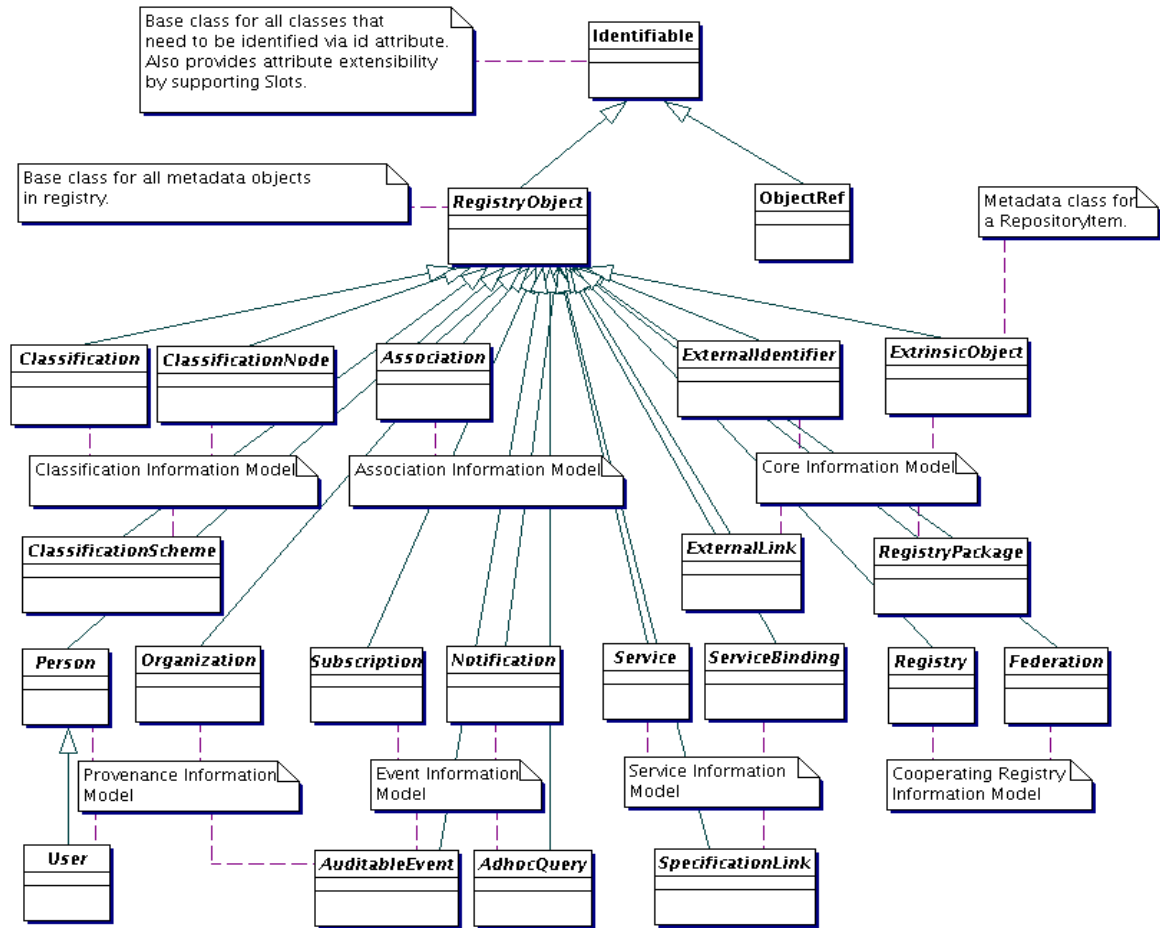 Base class for all classes that
need to be identified via id attribute.
Also provides attribute extensibility
by supporting Slots.
Identifiable
Base class for all metadata objects
in registry.
RegistryObject
ObjectRef
Metadata class for
a RepositoryItem.
Classification
ClassificationNode
Association
ExternalIdentifier
ExtrinsicObject
Classification Information Model
Association Information Model
Core Information Model
ClassificationScheme
ExternalLink
RegistryPackage
Person
Organization
Subscription
Notification
Service
ServiceBinding
Registry
Federation
Provenance Information
Model
Event Information
Model
Service Information
Model
Cooperating Registry
Information Model
User
AuditableEvent
AdhocQuery
SpecificationLink